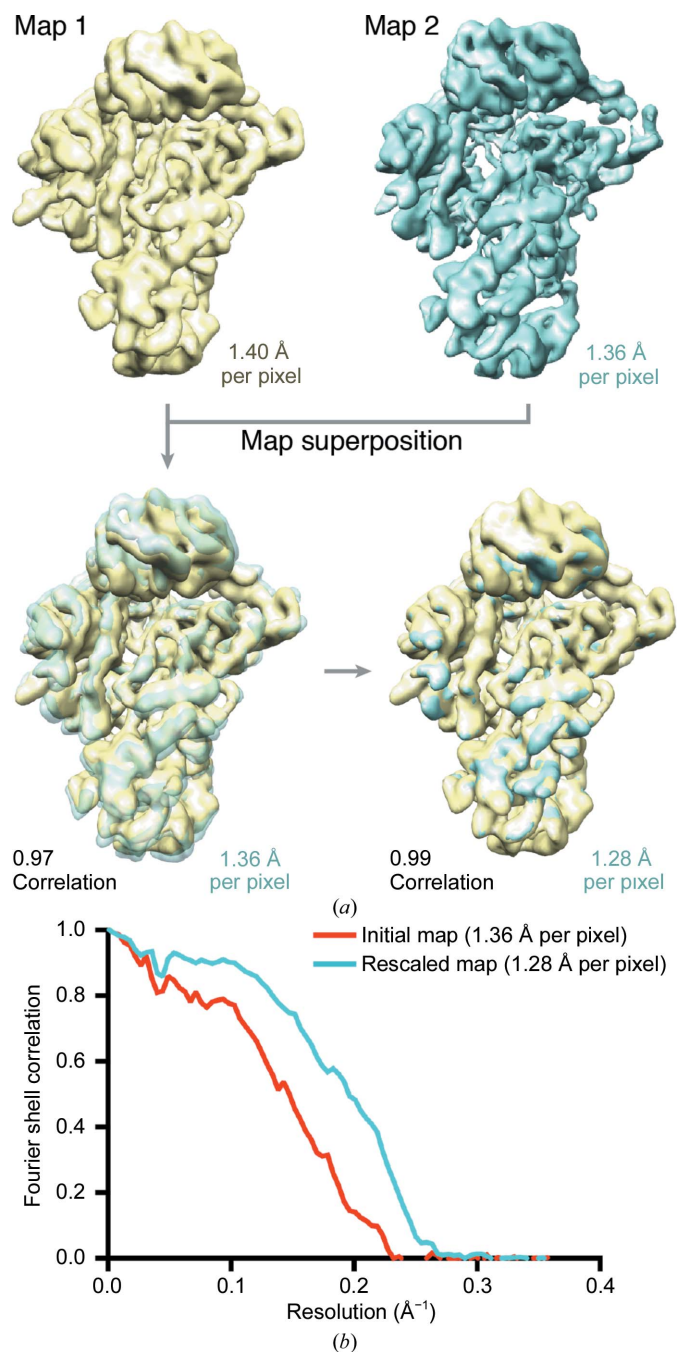 Map 1
Map 2
1.40 Å
per pixel
1.36 Å
per pixel
Map superposition
0.97
Correlation
1.36 Å
per pixel
0.99
Correlation
1.28 Å
per pixel
(a)
1.0
0.8
0.6
0.4
0.2
0.0
Fourier shell correlation
Initial map (1.36 Å per pixel)
Rescaled map (1.28 Å per pixel)
0.0
0.1
0.2
0.3
0.4
Resolution (Å⁻¹)
(b)